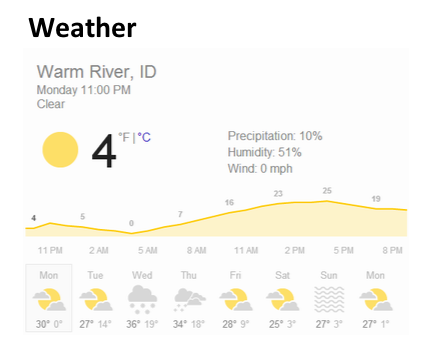 Weather
Warm River, ID
Monday 11:00 PM
Clear
4 °F | °C
Precipitation: 10%
Humidity: 51%
Wind: 0 mph
4 5 0 7 16 23 25 19
11 PM 2 AM 5 AM 8 AM 11 AM 2 PM 5 PM 8 PM
Mon Tue Wed Thu Fri Sat Sun Mon
30° 0° 27° 14° 36° 19° 34° 18° 28° 9° 25° 3° 27° 3° 27° 1°